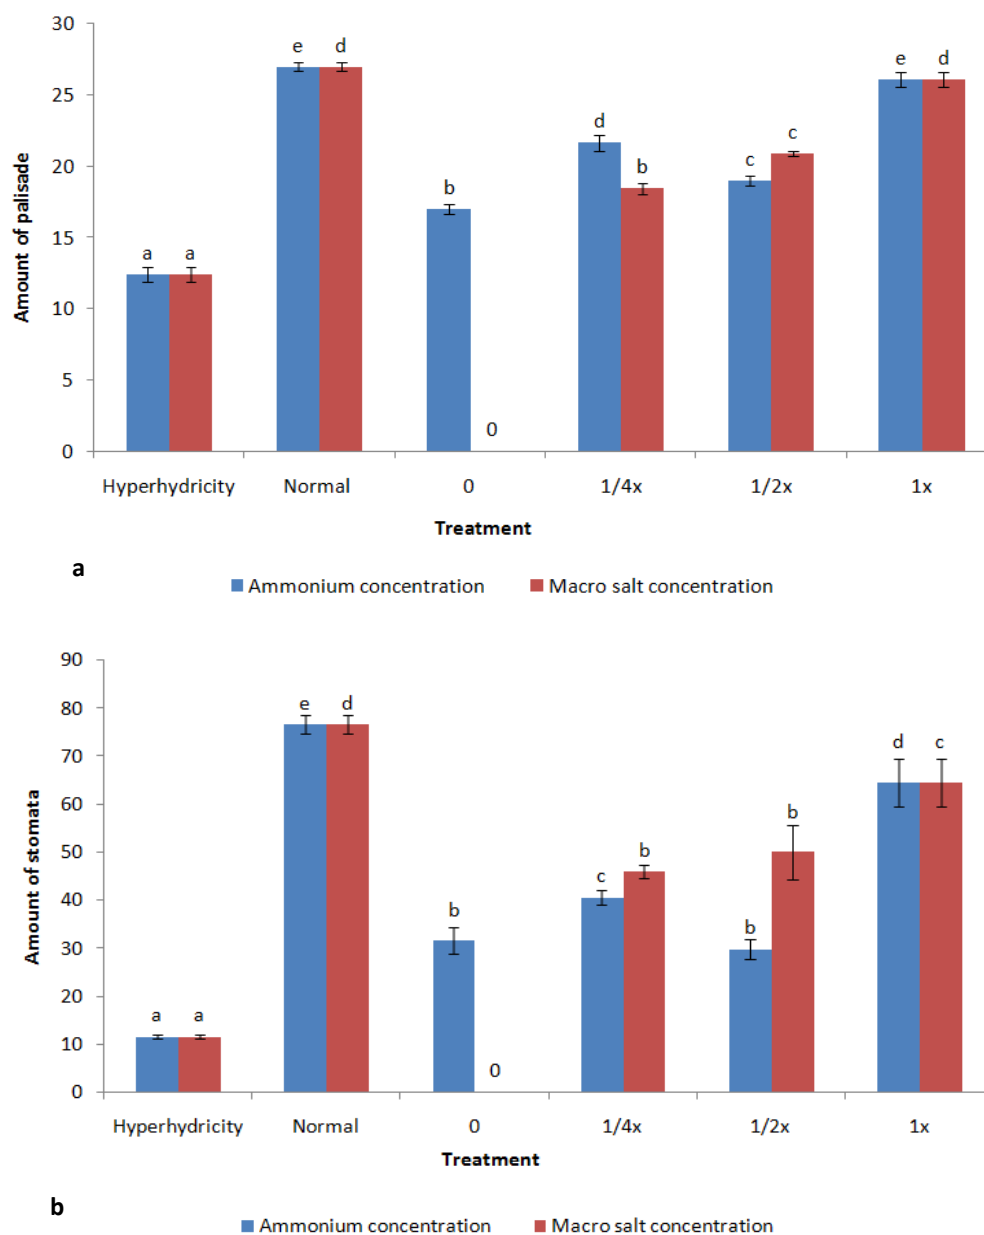 30
25
20
15
10
5
0
Amount of palisade
a a
e d
b 0
d b
c c
e d
Hyperhydricity Normal 0 1/4x 1/2x 1x
Treatment
a
Ammonium concentration Macro salt concentration
90
80
70
60
50
40
30
20
10
0
Amount of stomata
a a
e d
b 0
c b
b b
d c
Hyperhydricity Normal 0 1/4x 1/2x 1x
Treatment
b
Ammonium concentration Macro salt concentration